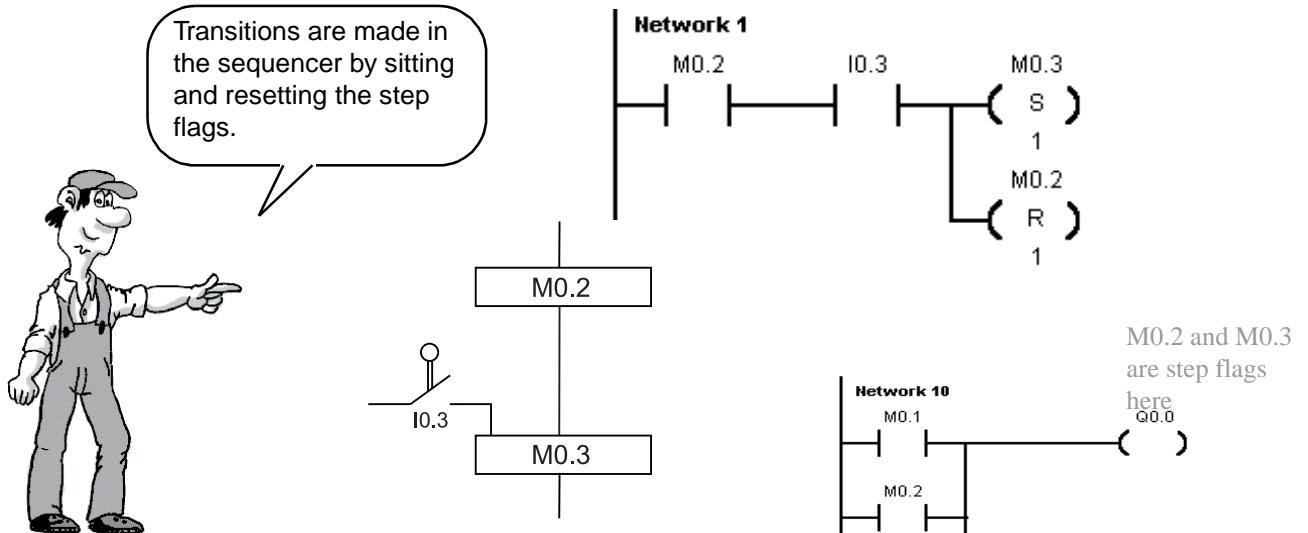 Transitions are made in
the sequencer by sitting
and resetting the step
flags.
Network 1
M0.2
I0.3
M0.3
S
1
M0.2
R
1
M0.2
I0.3
M0.3
M0.2 and M0.3
are step flags
here
Network 10
M0.1
Q0.0
M0.2